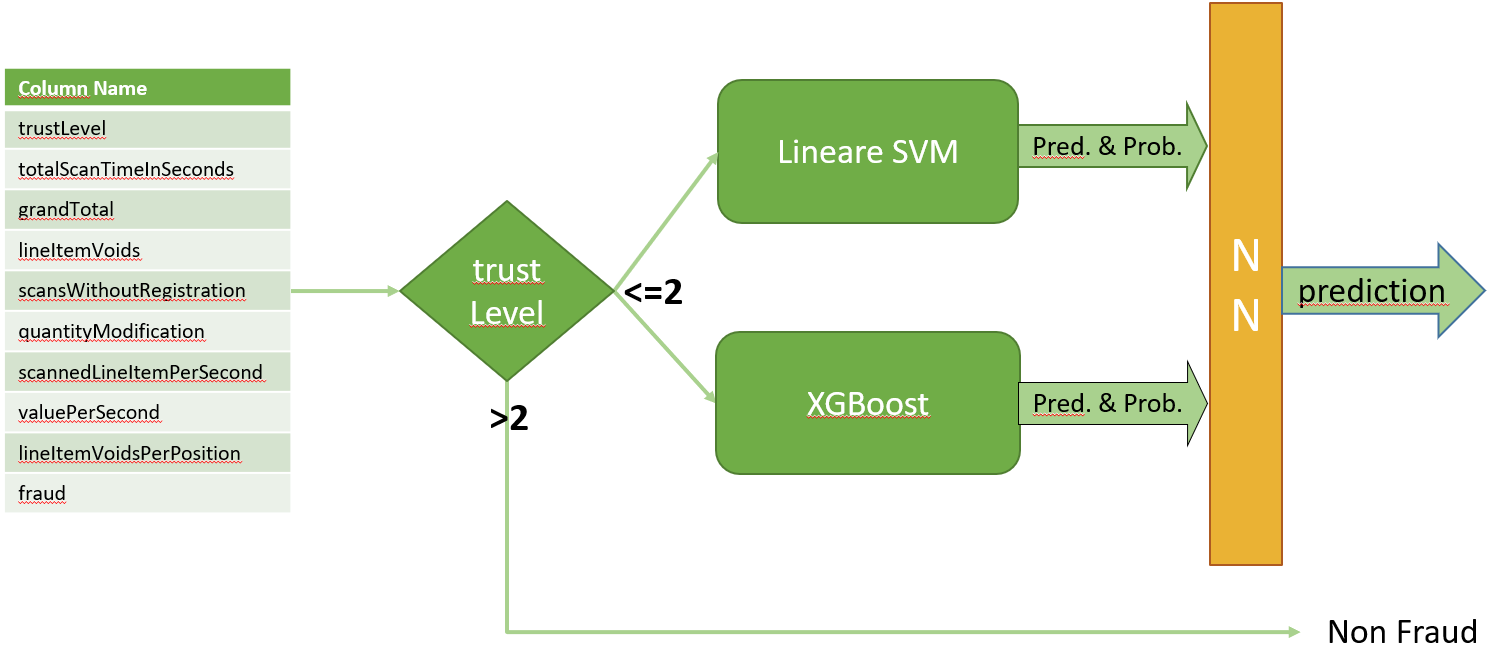 Column Name
trustLevel
totalScanTimeInSeconds
grandTotal
lineItemVoids
scansWithoutRegistration
quantityModification
scannedLineItemPerSecond
valuePerSecond
lineItemVoidsPerPosition
fraud
trust
Level
<=2
>2
Lineare SVM
Pred. & Prob.
XGBoost
Pred. & Prob.
N
N
prediction
Non Fraud